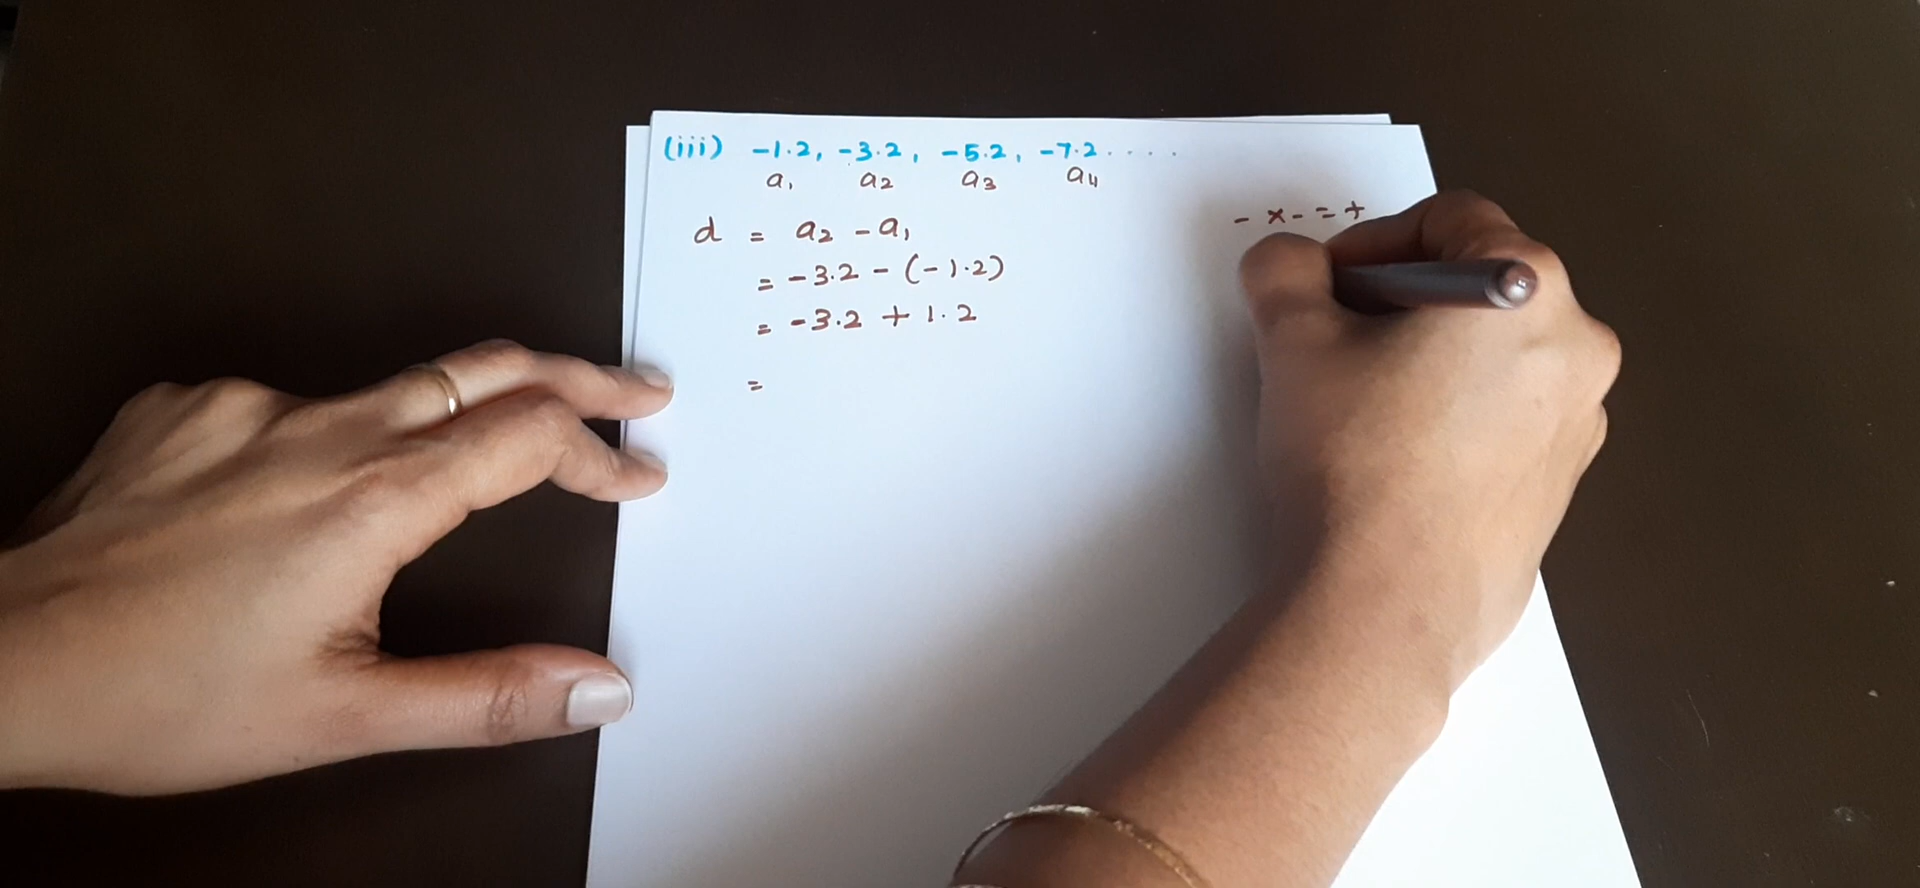 (iii) -1.2, -3.2, -5.2, -7.2 . . . .
a₁ a₂ a₃ a₄
- x - = +
d = a₂ - a₁
= -3.2 - (-1.2)
= -3.2 + 1.2
=